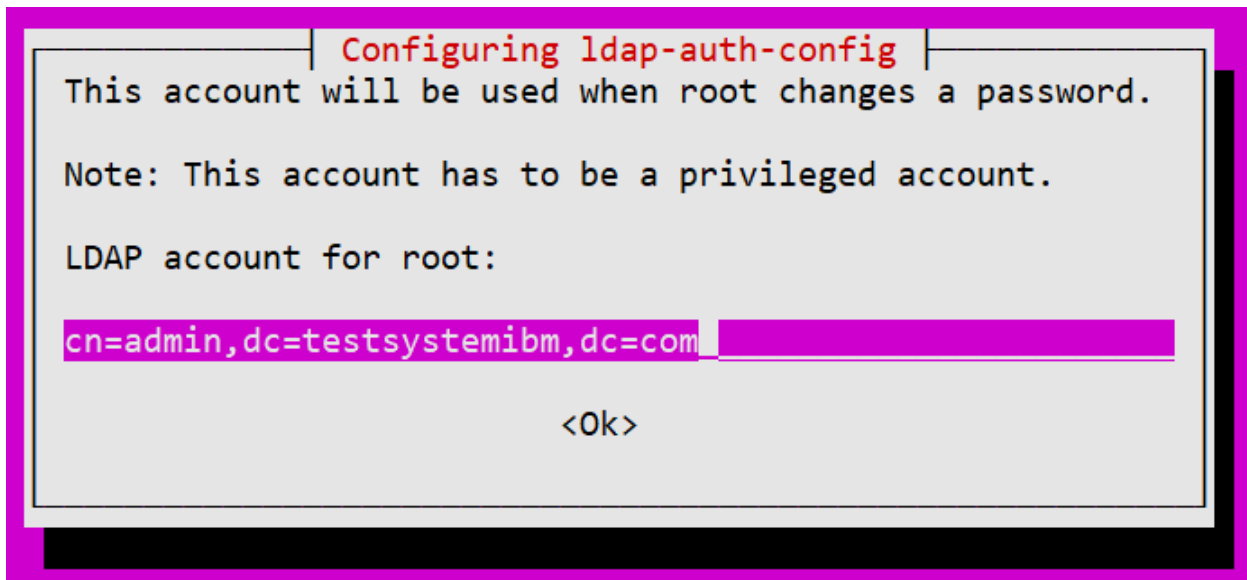 Configuring ldap-auth-config
This account will be used when root changes a password.
Note: This account has to be a privileged account.
LDAP account for root:
cn=admin,dc=testsystemibm,dc=com
<Ok>